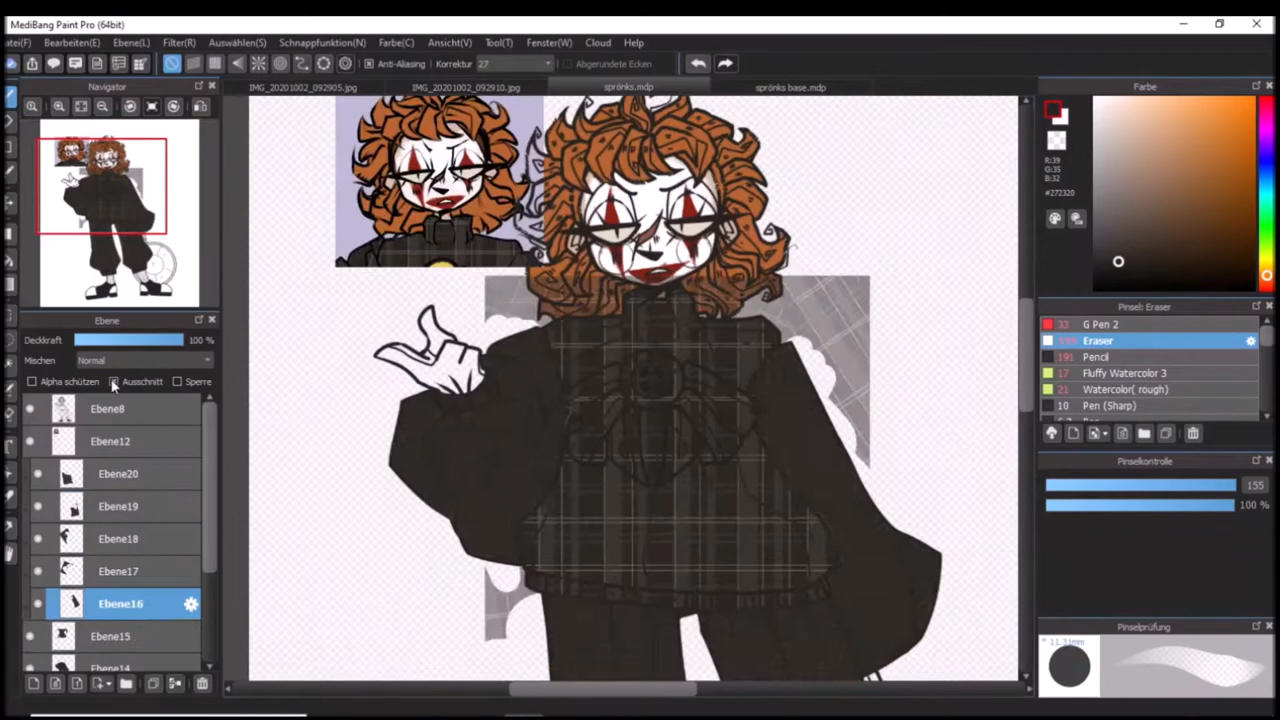 MediBang Paint Pro (64bit)
atei(F) Bearbeiten(E) Ebene(L) Filter(R) Auswählen(S) Schnappfunktion(N) Farbe(C) Ansicht(V) Tool(T) Fenster(W) Cloud Help
Anti-Aliasing Korrektur 27 Abgerundete Ecken
Navigator
IMG_20201002_092905.jpg IMG_20201002_092910.jpg sprönks.mdp sprönks base.mdp
Farbe
R:39
G:35
B:32
#272320
Ebene
Deckkraft 100 %
Mischen Normal
Alpha schützen Ausschnitt Sperre
Ebene8
Ebene12
Ebene20
Ebene19
Ebene18
Ebene17
Ebene16
Ebene15
Ebene14
Pinsel: Eraser
33 G Pen 2
Eraser
191 Pencil
17 Fluffy Watercolor 3
21 Watercolor( rough)
10 Pen (Sharp)
Pinselkontrolle
155
100 %
Pinselprüfung